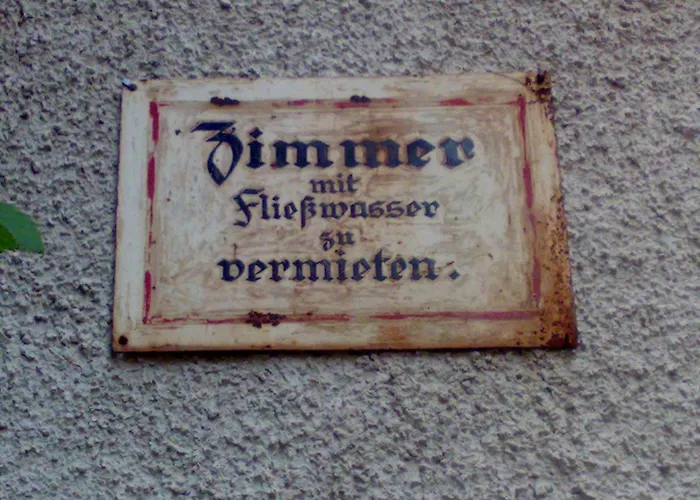 Zimmer
mit
Fließwasser
zu
vermieten.